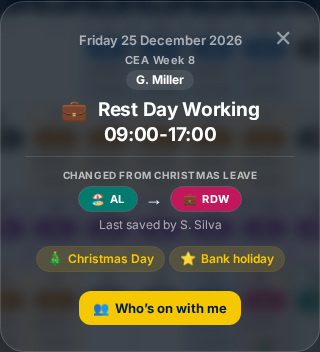 Friday 25 December 2026
CEA Week 8
G. Miller
Rest Day Working
09:00-17:00
CHANGED FROM CHRISTMAS LEAVE
AL → RDW
Last saved by S. Silva
Christmas Day Bank holiday
Who's on with me